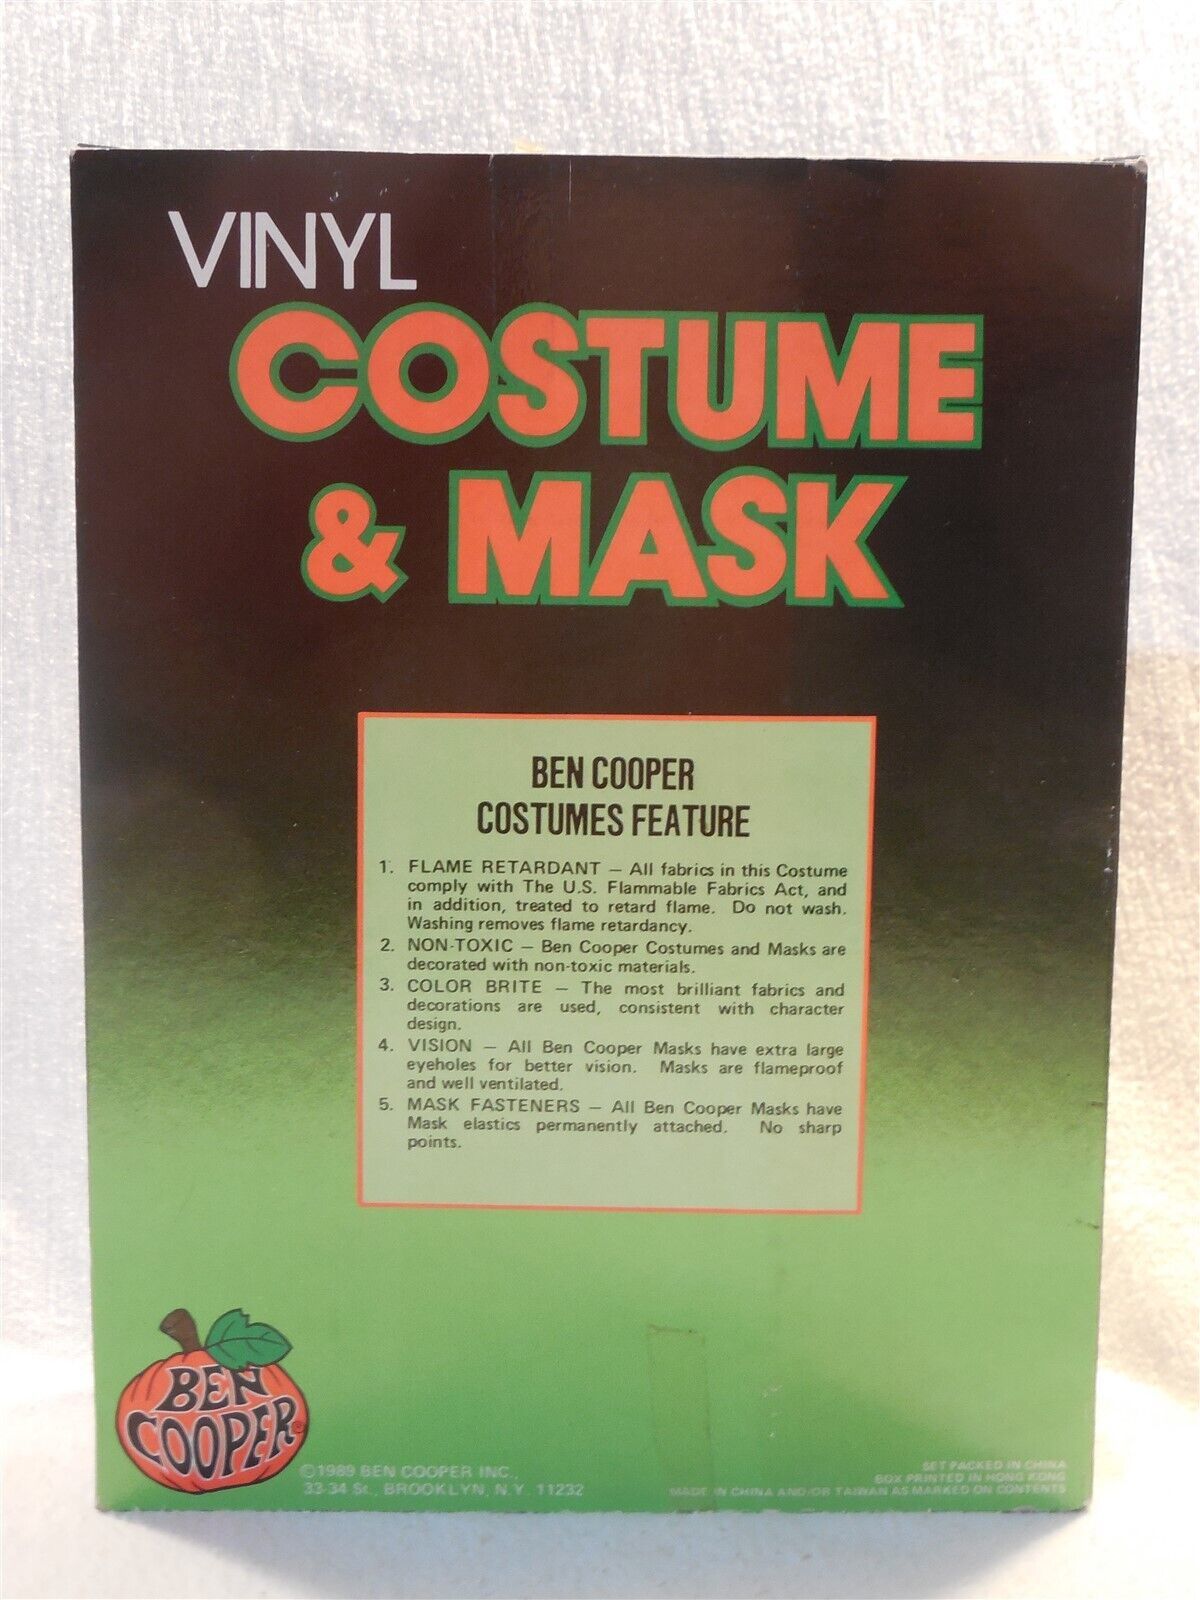 VINYL
COSTUME
& MASK
BEN COOPER
COSTUMES FEATURE
1. FLAME RETARDANT — All fabrics in this Costume
comply with The U.S. Flammable Fabrics Act, and
in addition, treated to retard flame. Do not wash.
Washing removes flame retardancy.
2. NON-TOXIC — Ben Cooper Costumes and Masks are
decorated with non-toxic materials.
3. COLOR BRITE — The most brilliant fabrics and
decorations are used, consistent with character
design.
4. VISION — All Ben Cooper Masks have extra large
eyeholes for better vision. Masks are flameproof
and well ventilated.
5. MASK FASTENERS — All Ben Cooper Masks have
Mask elastics permanently attached. No sharp
points.
BEN
COOPER®
©1989 BEN COOPER INC.,
33-34 St., BROOKLYN, N.Y. 11232
SET PACKED IN CHINA
BOX PRINTED IN HONG KONG
MADE IN CHINA AND/OR TAIWAN AS MARKED ON CONTENTS